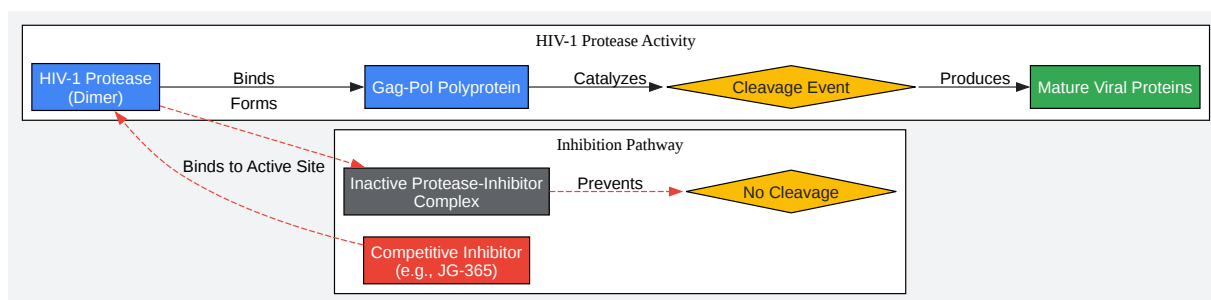 HIV-1 Protease Activity
HIV-1 Protease
(Dimer)
Binds
Gag-Pol Polyprotein
Catalyzes
Cleavage Event
Produces
Mature Viral Proteins
Forms
Inhibition Pathway
Binds to Active Site
Inactive Protease-Inhibitor
Complex
Prevents
No Cleavage
Competitive Inhibitor
(e.g., JG-365)